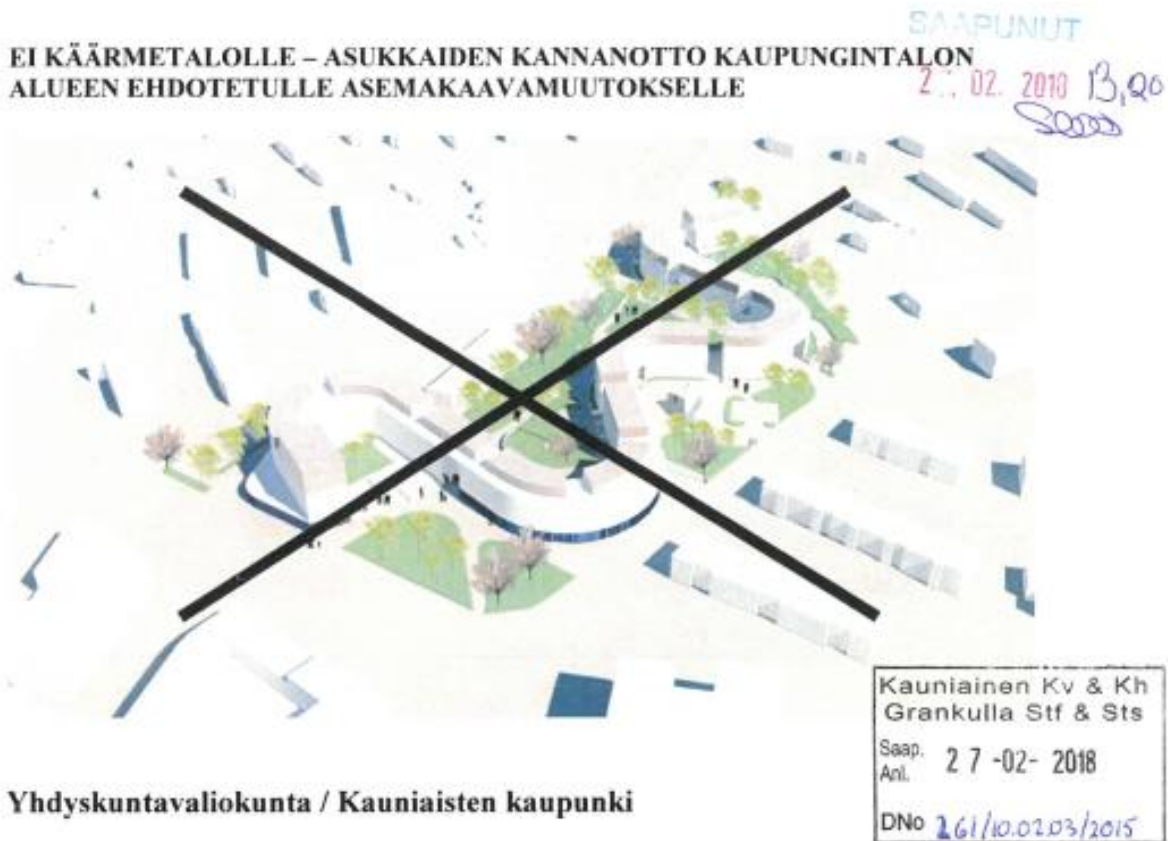 SAAPUNUT
EI KÄÄRMETALOLLE – ASUKKAIDEN KANNANOTTO KAUPUNGINTALON
ALUEEN EHDOTETULLE ASEMAKAAVAMUUTOKSELLE
02. 2018 13,20
Kauniainen Kv & Kh
Grankulla Stf & Sts
Saap.
Anl. 27 -02- 2018
Yhdyskuntavaliokunta / Kauniaisten kaupunki
DNo 261/10.02.03/2015